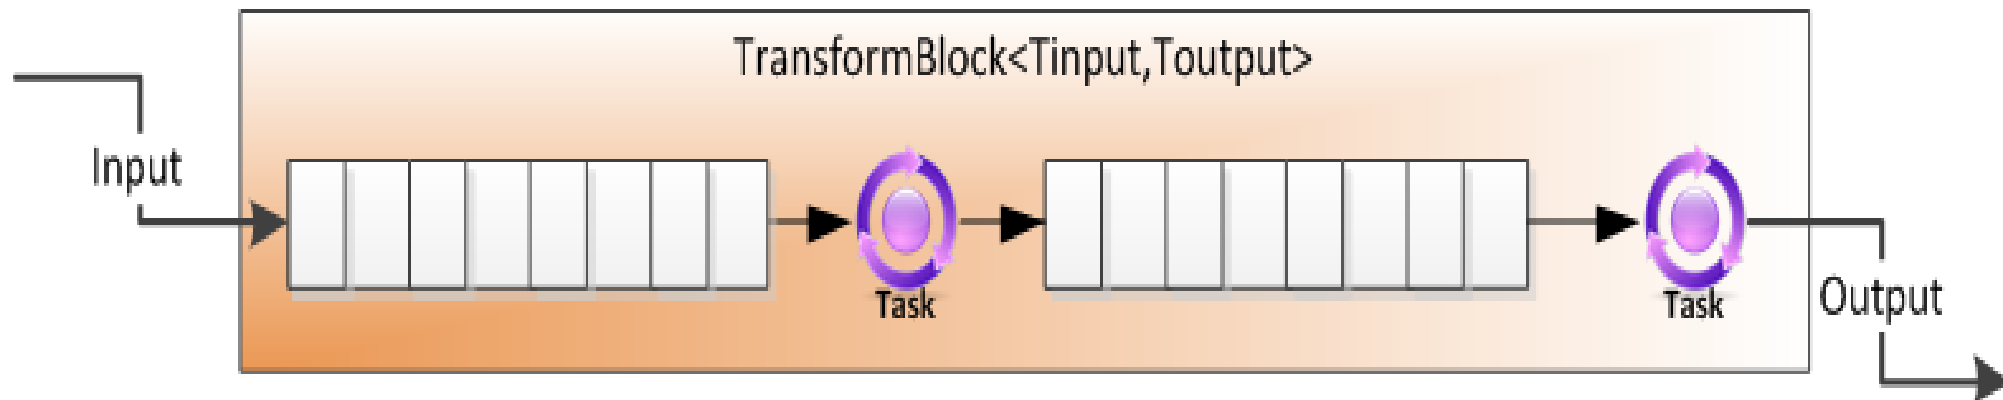 TransformBlock<Tinput,Toutput>
Input
Task
Task
Output